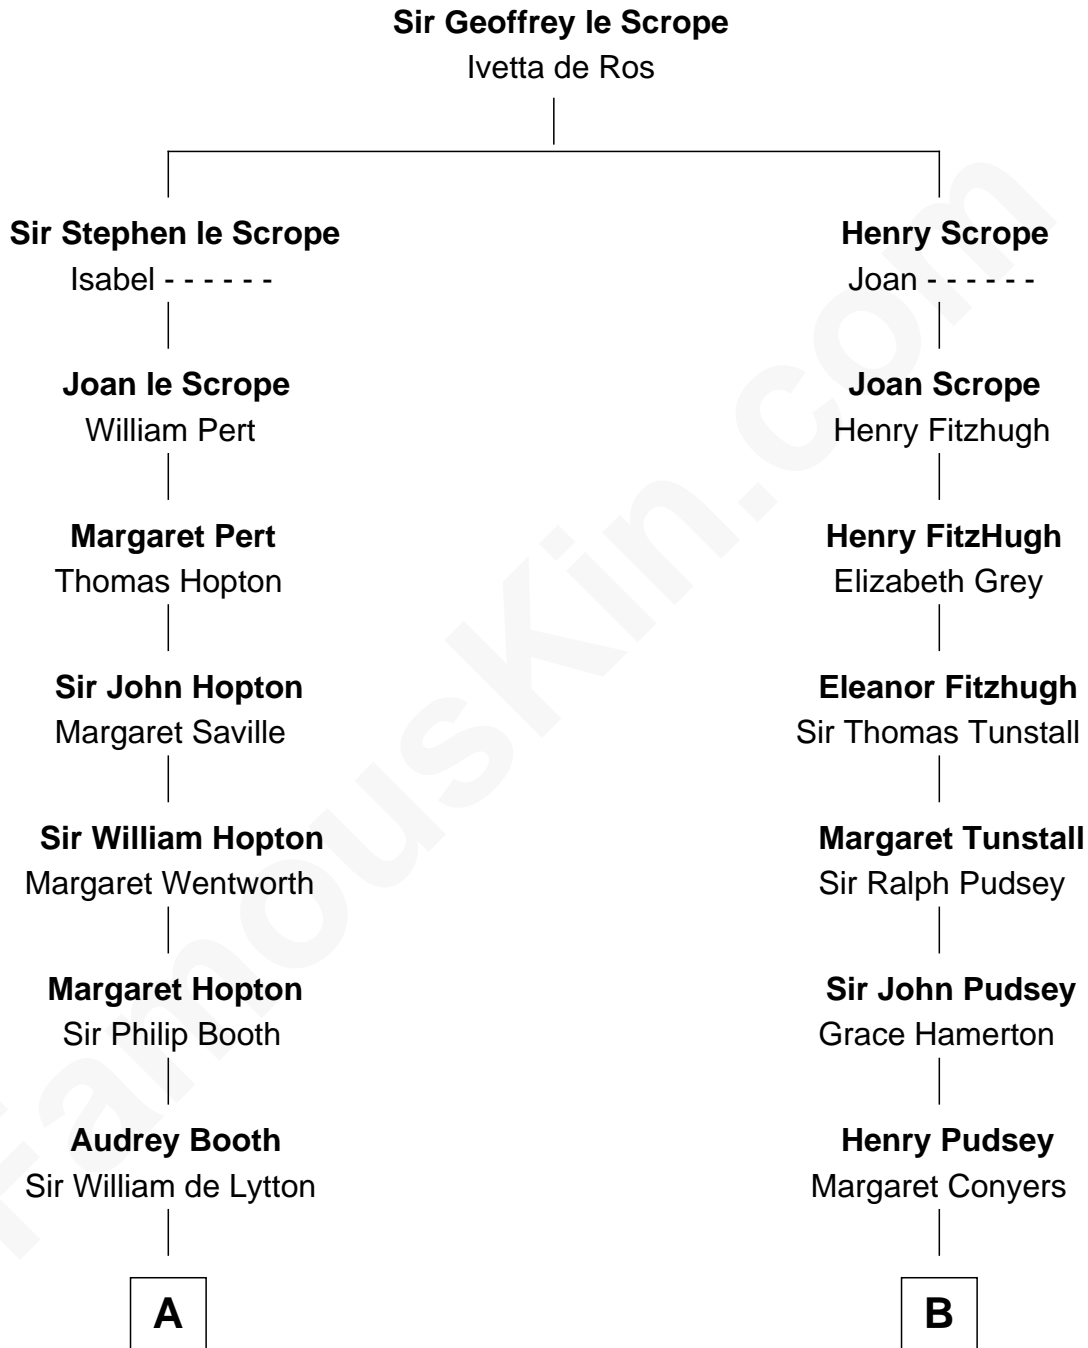 Sir Geoffrey le Scrope
Ivetta de Ros
Sir Stephen le Scrope
Isabel - - - - - -
Henry Scrope
Joan - - - - - -
Joan le Scrope
William Pert
Joan Scrope
Henry Fitzhugh
Margaret Pert
Thomas Hopton
Henry FitzHugh
Elizabeth Grey
Sir John Hopton
Margaret Saville
Eleanor Fitzhugh
Sir Thomas Tunstall
Sir William Hopton
Margaret Wentworth
Margaret Tunstall
Sir Ralph Pudsey
Margaret Hopton
Sir Philip Booth
Sir John Pudsey
Grace Hamerton
Audrey Booth
Sir William de Lytton
Henry Pudsey
Margaret Conyers
A
B
FamousKin.com